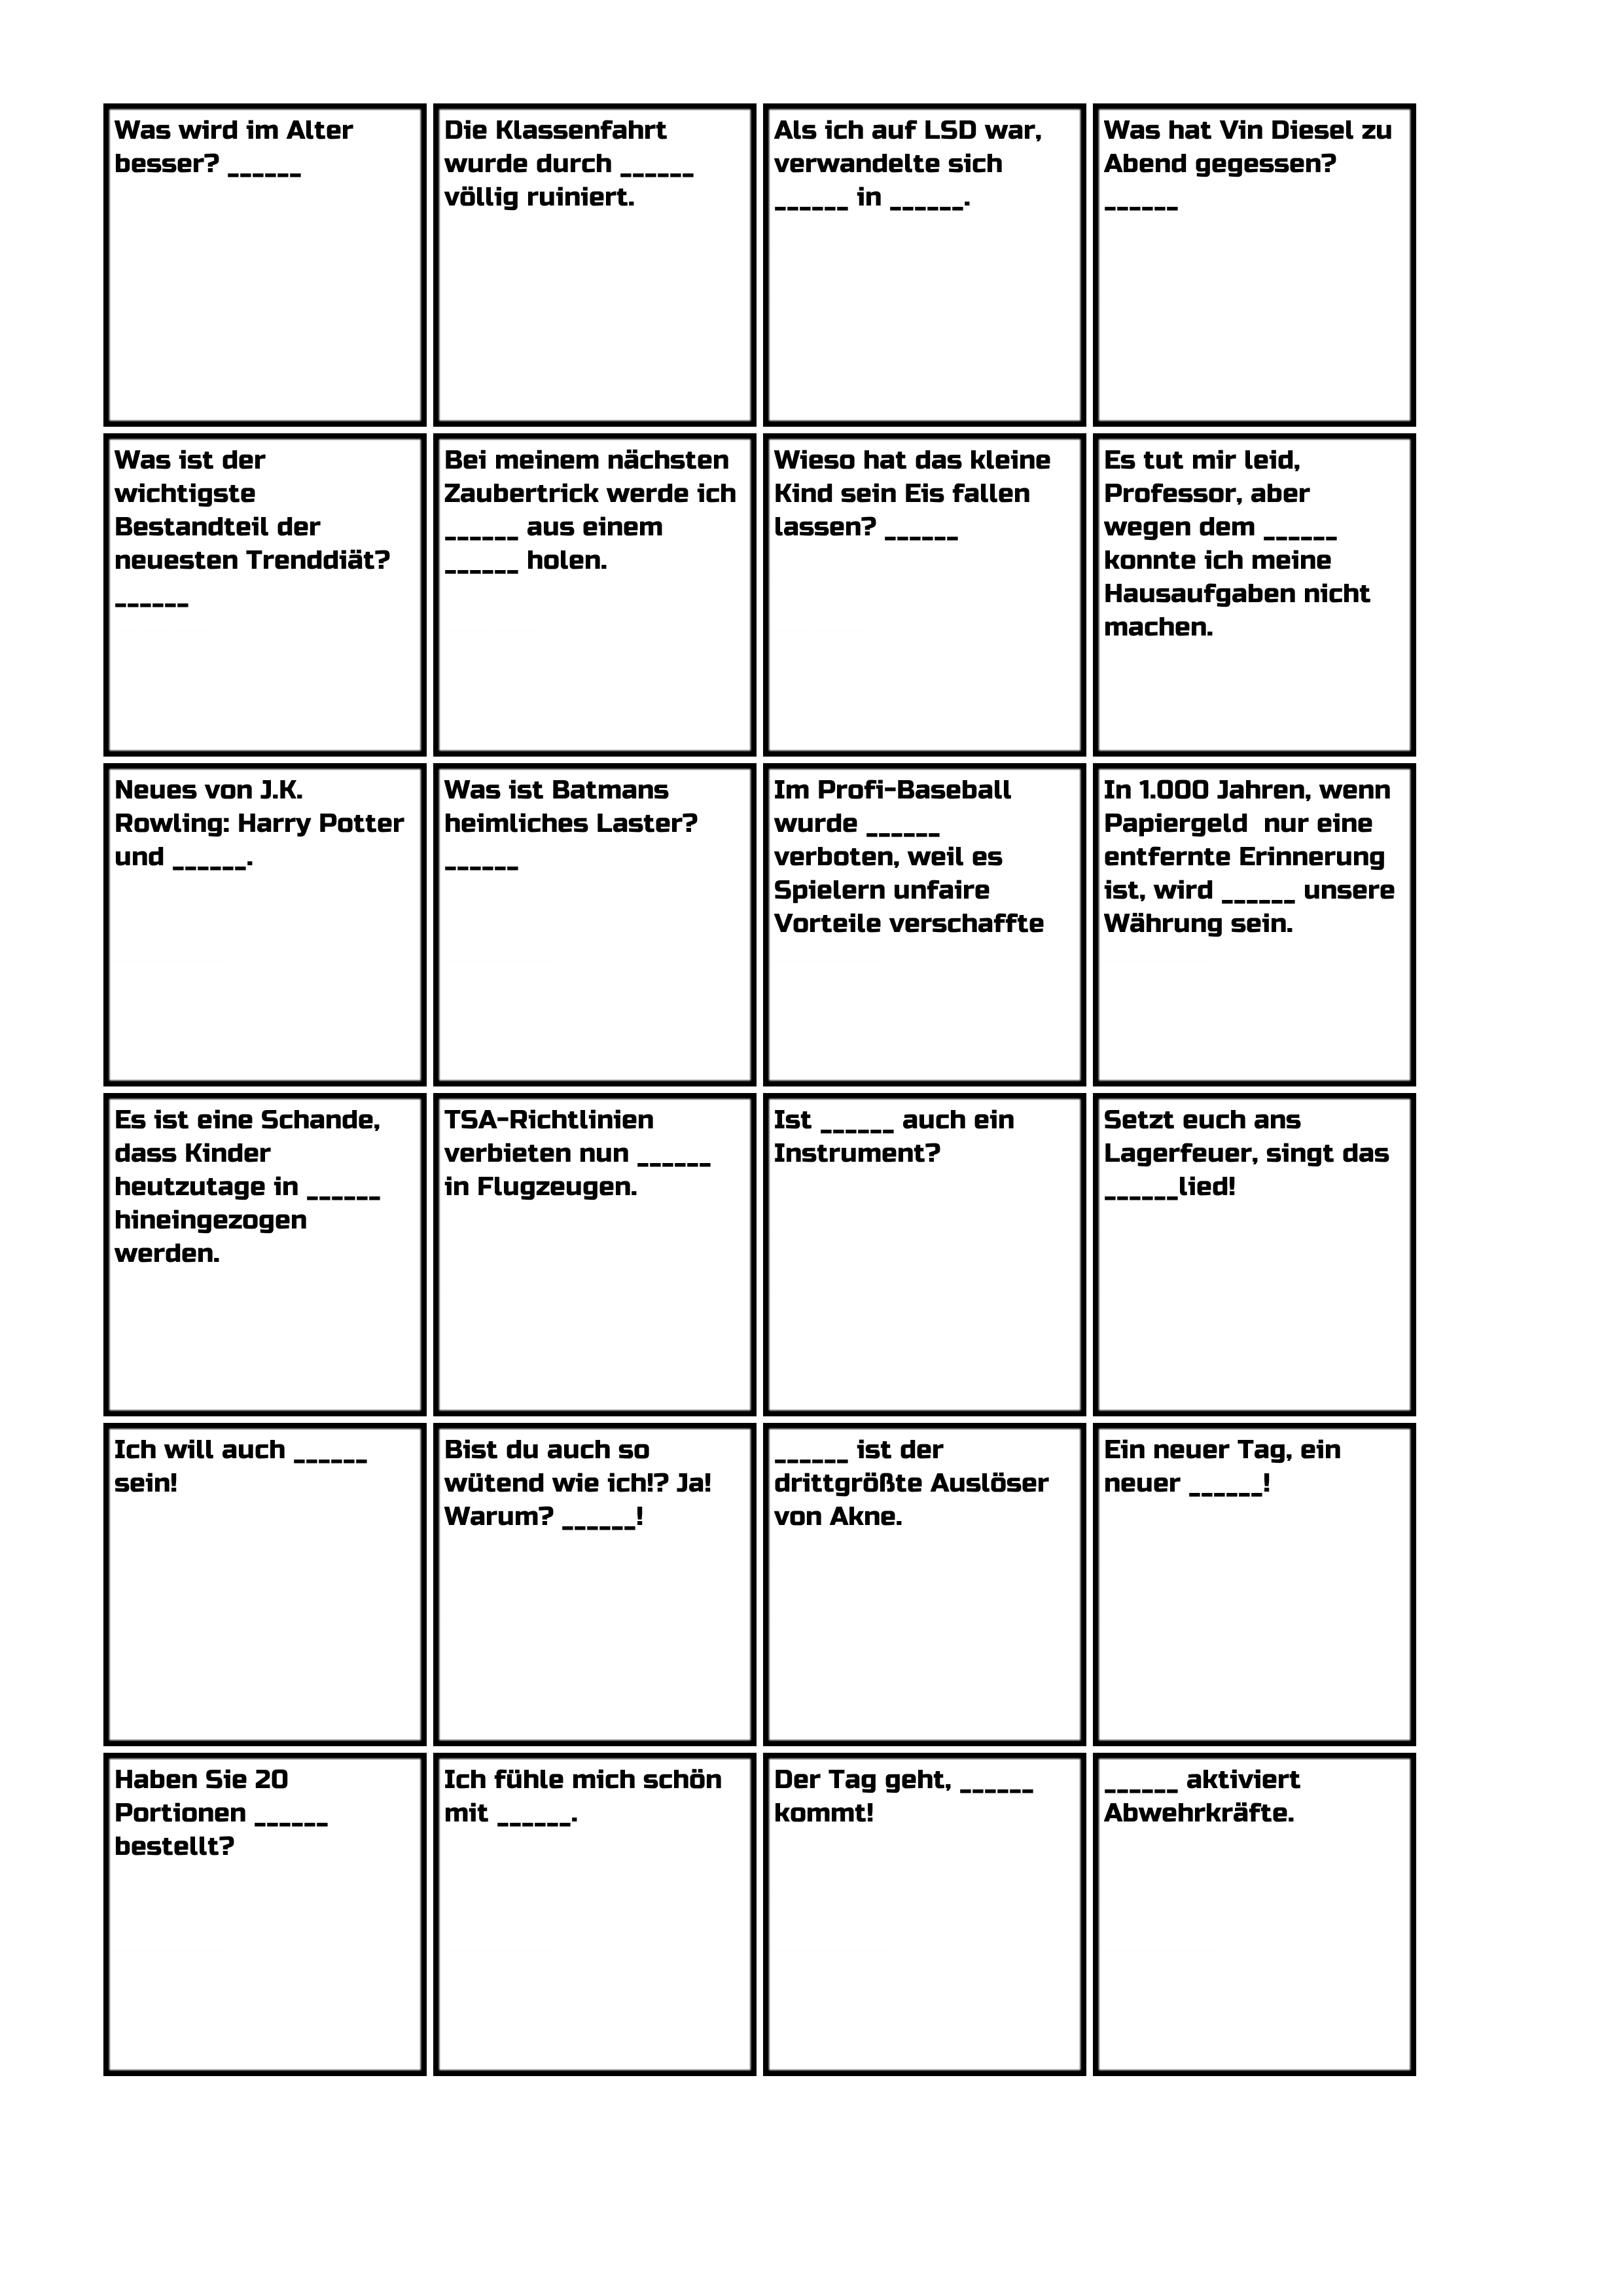 Was wird im Alter
besser? ______
Die Klassenfahrt
wurde durch ______
völlig ruiniert.
Als ich auf LSD war,
verwandelte sich
______ in ______.
Was hat Vin Diesel zu
Abend gegessen?
______
Was ist der
wichtigste
Bestandteil der
neuesten Trenddiät?
______
Bei meinem nächsten
Zaubertrick werde ich
______ aus einem
______ holen.
Wieso hat das kleine
Kind sein Eis fallen
lassen? ______
Es tut mir leid,
Professor, aber
wegen dem ______
konnte ich meine
Hausaufgaben nicht
machen.
Neues von J.K.
Rowling: Harry Potter
und ______.
Was ist Batmans
heimliches Laster?
______
Im Profi-Baseball
wurde ______
verboten, weil es
Spielern unfaire
Vorteile verschaffte
In 1.000 Jahren, wenn
Papiergeld  nur eine
entfernte Erinnerung
ist, wird ______ unsere
Währung sein.
Es ist eine Schande,
dass Kinder
heutzutage in ______
hineingezogen
werden.
TSA-Richtlinien
verbieten nun ______
in Flugzeugen.
Ist ______ auch ein
Instrument?
Setzt euch ans
Lagerfeuer, singt das
______lied!
Ich will auch ______
sein!
Bist du auch so
wütend wie ich!? Ja!
Warum? ______!
______ ist der
drittgrößte Auslöser
von Akne.
Ein neuer Tag, ein
neuer ______!
Haben Sie 20
Portionen ______
bestellt?
Ich fühle mich schön
mit ______.
Der Tag geht, ______
kommt!
______ aktiviert
Abwehrkräfte.